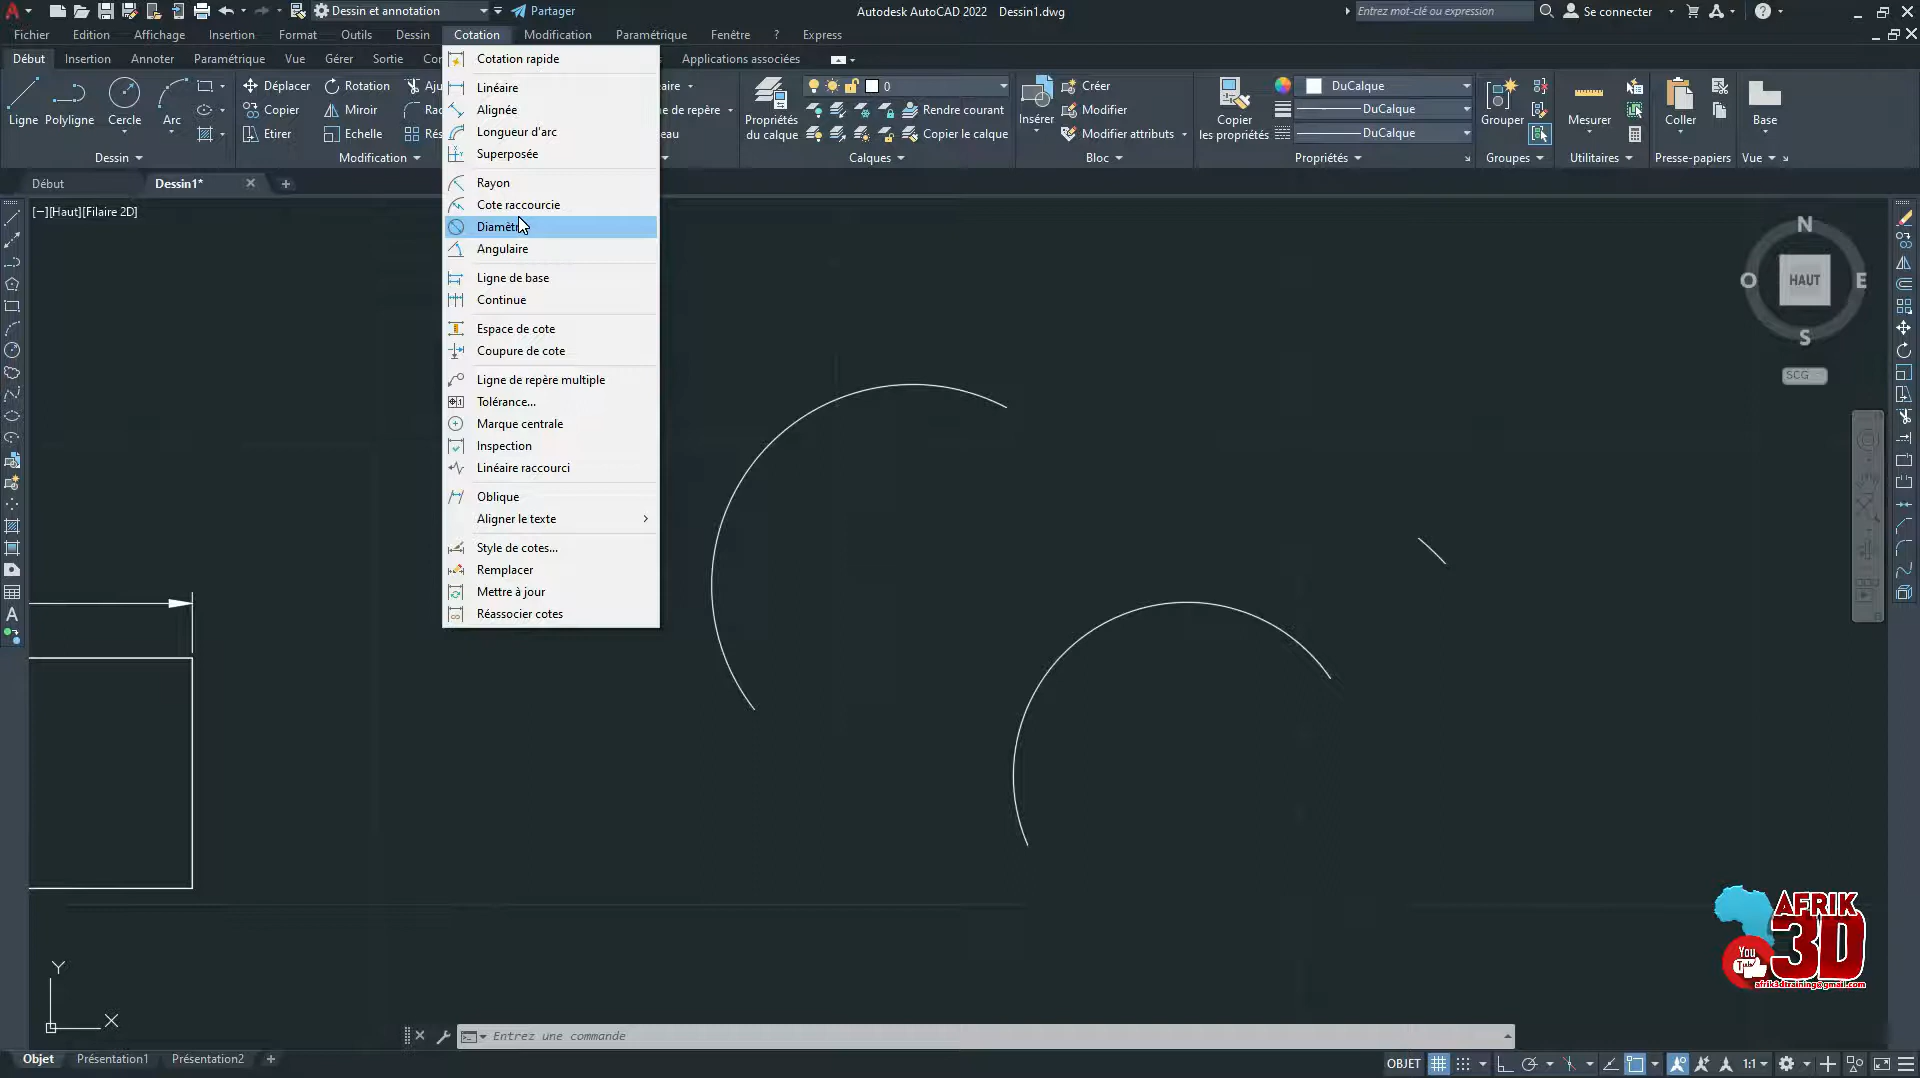 Dessin et annotation
Partager
Autodesk AutoCAD 2022 Dessin1.dwg
Entrez mot-clé ou expression
Se connecter
Fichier Edition Affichage Insertion Format Outils Dessin Cotation Modification Paramétrique Fenêtre ? Express
Début Insertion Annoter Paramétrique Vue Gérer Sortie Applications associées
Ligne Polyligne Cercle Arc
Déplacer Rotation
Copier Miroir
Etirer Echelle
Dessin
Modification
Cotation rapide
Linéaire
Alignée
Longueur d'arc
Superposée
Rayon
Cote raccourcie
Angulaire
Ligne de base
Continue
Espace de cote
Coupure de cote
Ligne de repère multiple
Tolérance...
Marque centrale
Inspection
Linéaire raccourci
Oblique
Aligner le texte
Style de cotes...
Remplacer
Mettre à jour
Réassocier cotes
Propriétés
du calque
0
Rendre courant
Copier le calque
Calques
Insérer
Créer
Modifier
Modifier attributs
Bloc
Copier
les propriétés
DuCalque
DuCalque
DuCalque
Propriétés
Grouper
Groupes
Mesurer
Utilitaires
Coller
Presse-papiers
Base
Vue
Début
Dessin1*
[−][Haut][Filaire 2D]
N
O HAUT E
S
SCG
AFRIK
3D
You
Tube
afrik3dtraining@gmail.com
Y
X
Entrez une commande
Objet Présentation1 Présentation2
OBJET
1:1